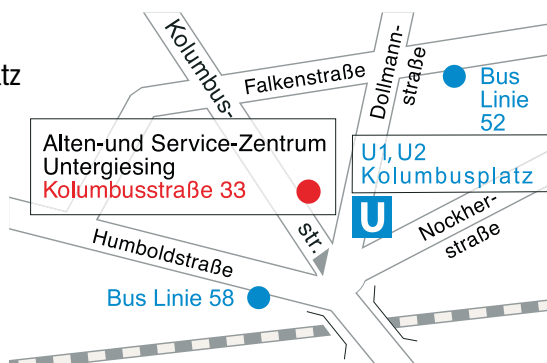 tz
Kolumbus-
str.
Falkenstraße
Dollmann-
straße
Bus
Linie
52
Alten-und Service-Zentrum
Untergiesing
Kolumbusstraße 33
U1, U2
Kolumbusplatz
U
Nockher-
straße
Humboldstraße
Bus Linie 58